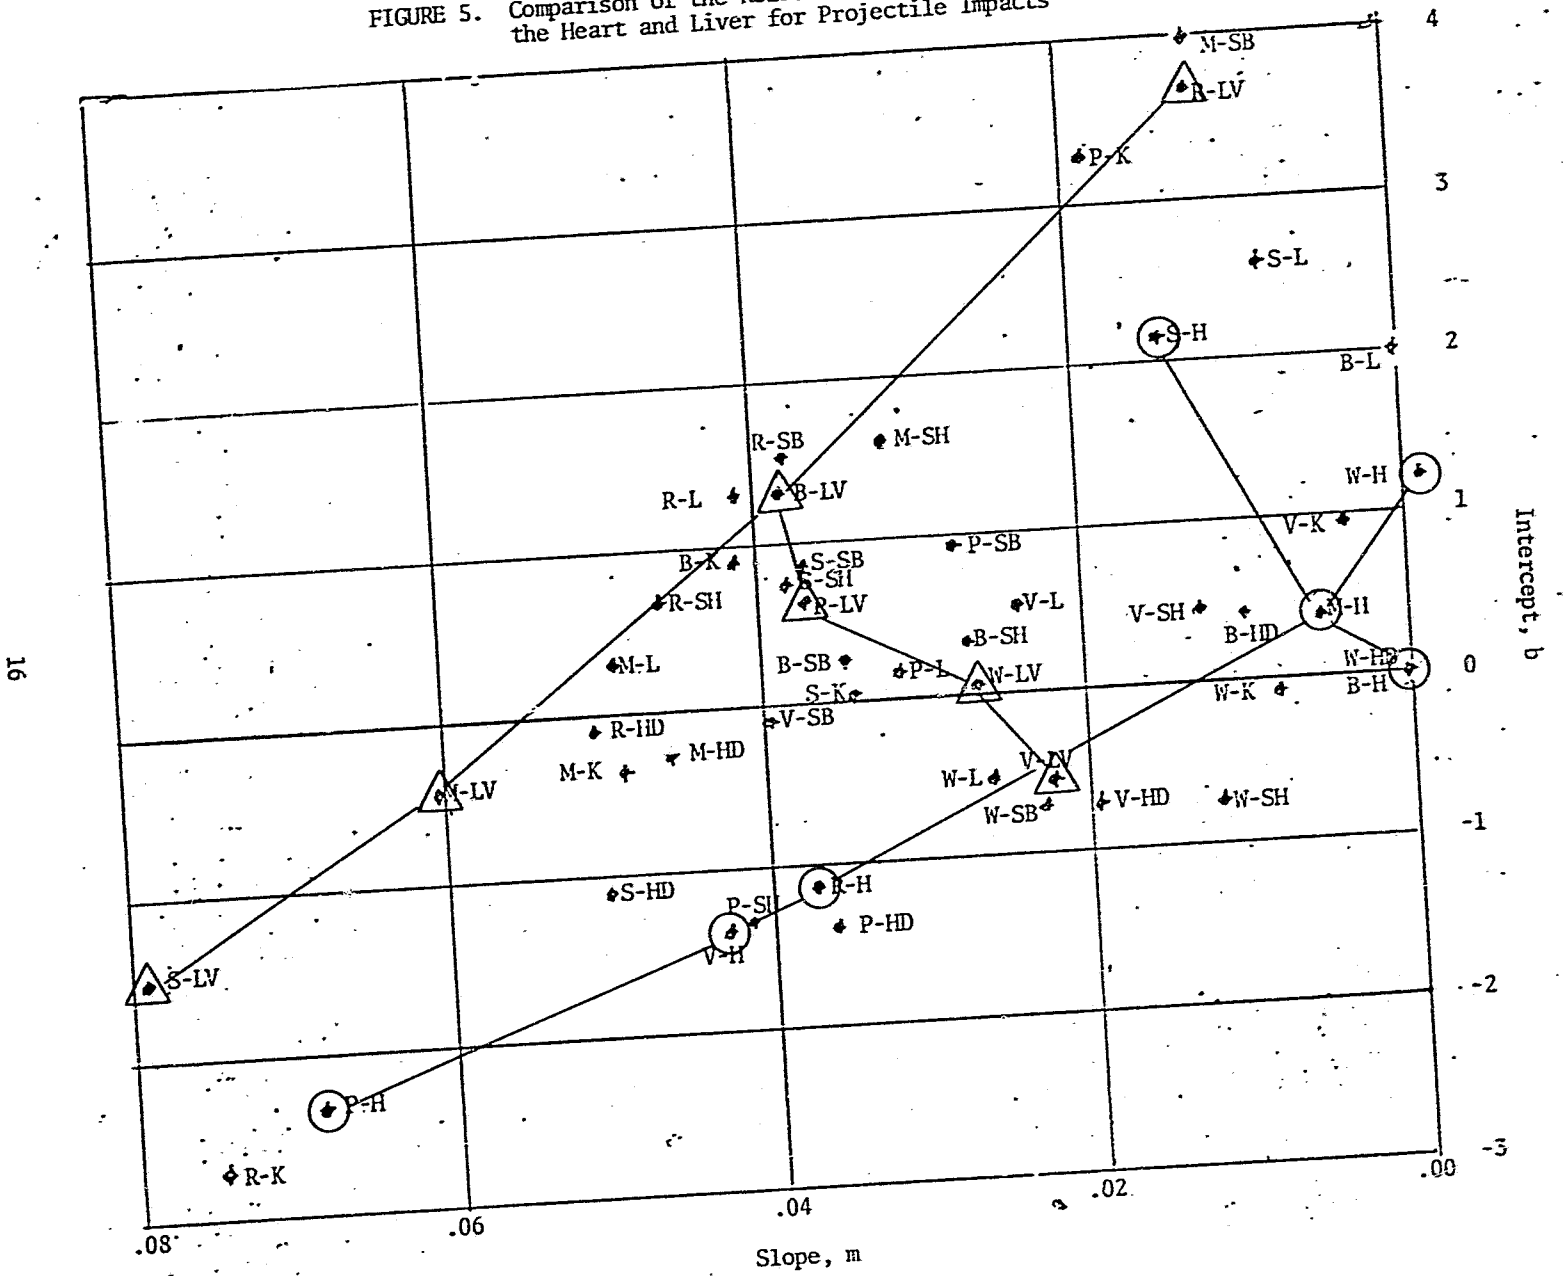 FIGURE 5. Comparison of the
the Heart and Liver for Projectile Impacts
4
M-SB
R-LV
P-K
3
S-L
S-H
2
B-L
R-SB
M-SH
W-H
R-L
B-LV
1
V-K
P-SB
B-K
S-SB
S-SH
R-SH
P-LV
V-L
V-SH
M-H
B-HD
B-SH
M-L
B-SB
P-L
W-LV
W-HD
0
S-K
W-K
B-H
V-SB
R-HD
M-HD
M-K
V-LV
M-LV
W-L
W-SB
V-HD
W-SH
-1
S-HD
R-H
P-SH
P-HD
V-H
S-LV
-2
P-H
R-K
-3
.08
.06
.04
.02
.00
Slope, m
Intercept, b
16